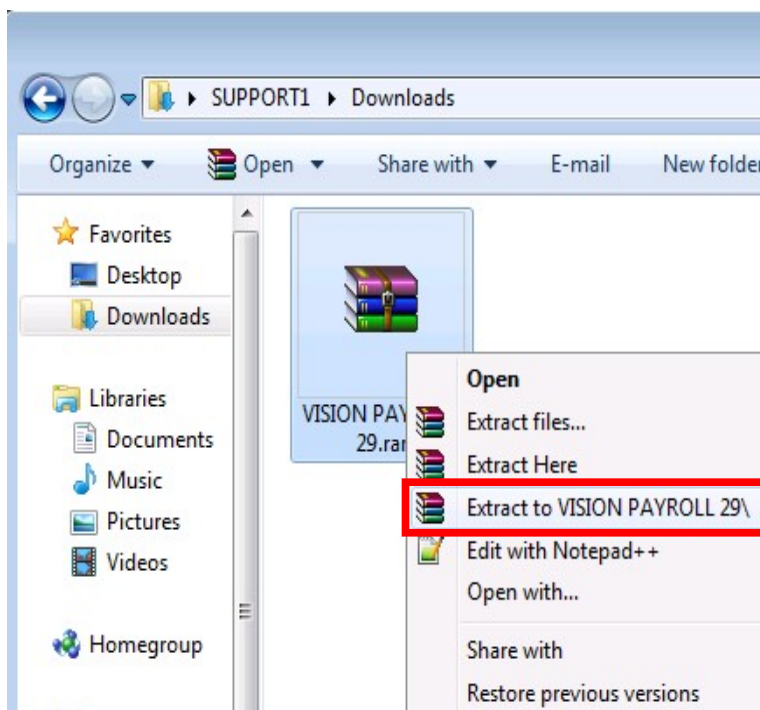 SUPPORT1 Downloads
Organize Open Share with E-mail New folder
Favorites
Desktop
Downloads
Libraries
Documents
Music
Pictures
Videos
Homegroup
VISION PAY
29.rar
Open
Extract files...
Extract Here
Extract to VISION PAYROLL 29\
Edit with Notepad++
Open with...
Share with
Restore previous versions